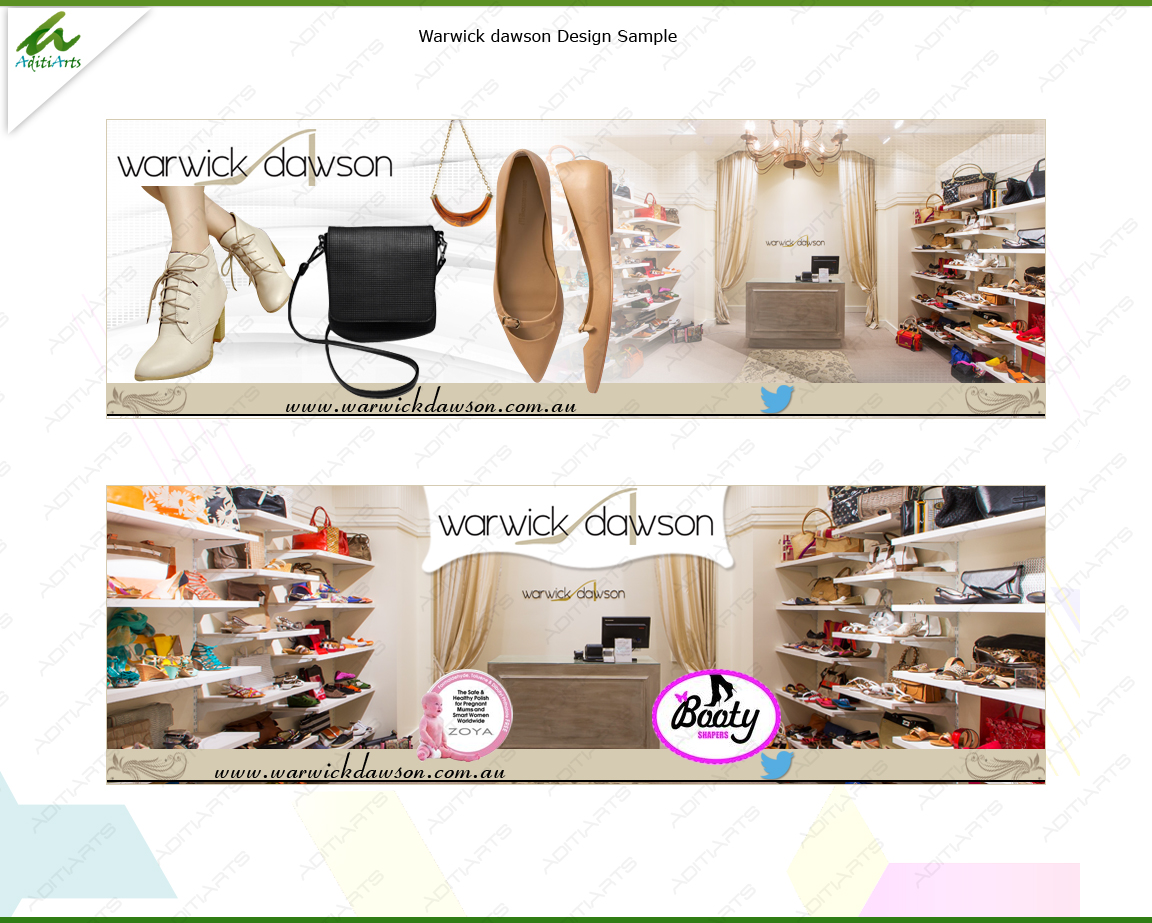 AditiArts
Warwick dawson Design Sample
warwick dawson
warwick dawson
www.warwickdawson.com.au
warwick dawson
warwick dawson
The Safe &
Healthy Polish
for Pregnant
Mums and
Smart Women
Worldwide
ZOYA
Booty
SHAPERS
www.warwickdawson.com.au
ADITIARTS